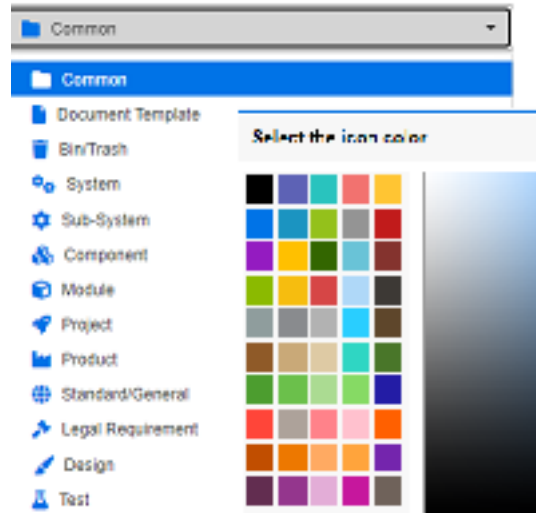 Common
Common
Document Template
Select the icon color
Bin/Trash
System
Sub-System
Component
Module
Project
Product
Standard/General
Legal Requirement
Design
Test